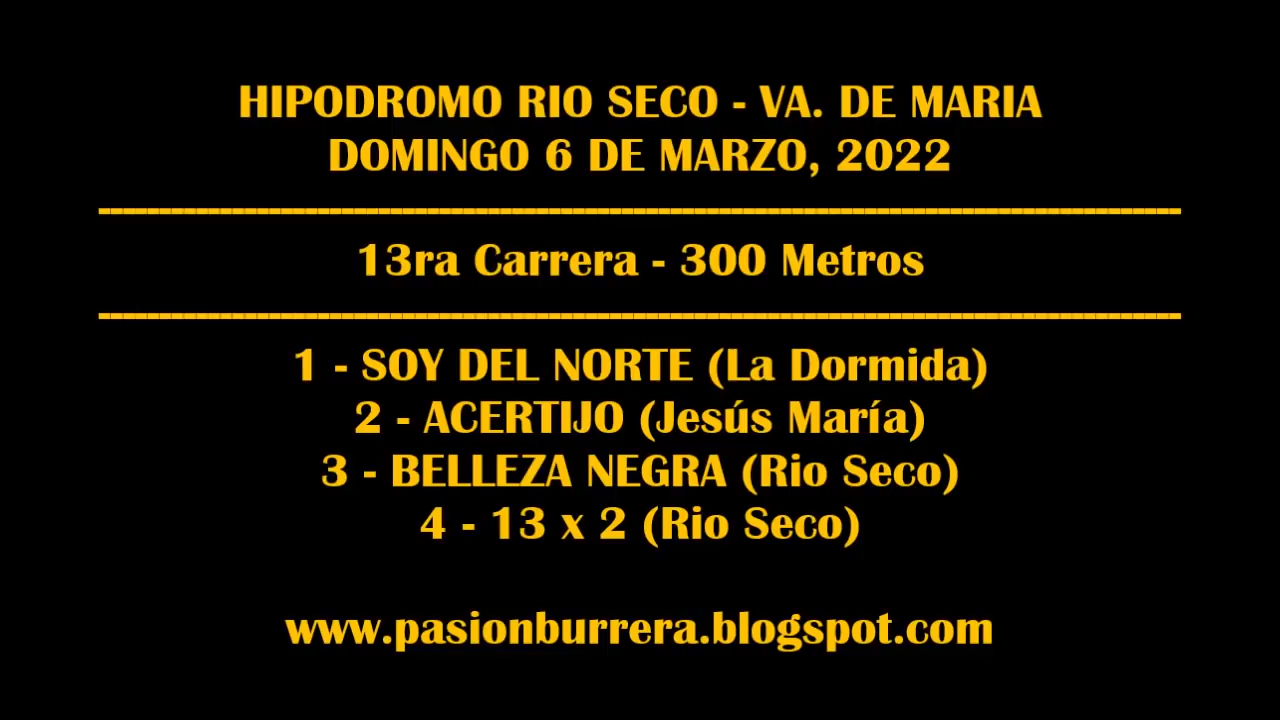 HIPODROMO RIO SECO - VA. DE MARIA
DOMINGO 6 DE MARZO, 2022
------------------------------------------------------------------------------------------
13ra Carrera - 300 Metros
------------------------------------------------------------------------------------------
1 - SOY DEL NORTE (La Dormida)
2 - ACERTIJO (Jesús María)
3 - BELLEZA NEGRA (Rio Seco)
4 - 13 x 2 (Rio Seco)
www.pasionburrera.blogspot.com